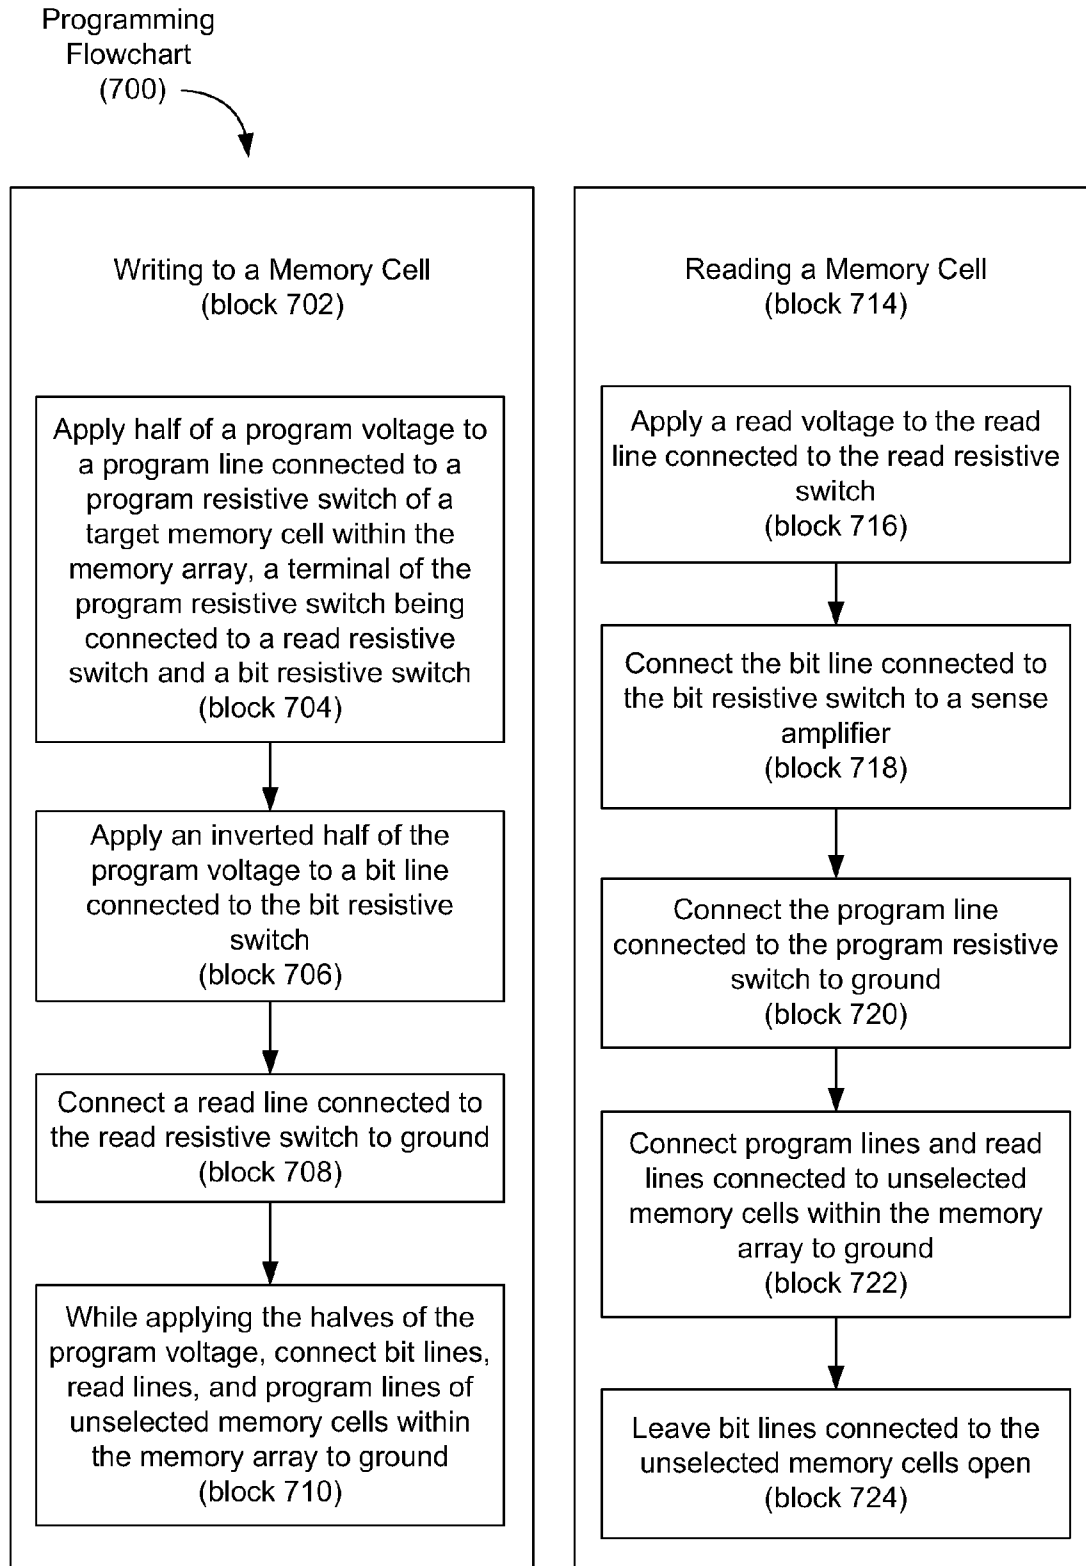 Programming
Flowchart
(700)
Writing to a Memory Cell
(block 702)
Apply half of a program voltage to
a program line connected to a
program resistive switch of a
target memory cell within the
memory array, a terminal of the
program resistive switch being
connected to a read resistive
switch and a bit resistive switch
(block 704)
Apply an inverted half of the
program voltage to a bit line
connected to the bit resistive
switch
(block 706)
Connect a read line connected to
the read resistive switch to ground
(block 708)
While applying the halves of the
program voltage, connect bit lines,
read lines, and program lines of
unselected memory cells within
the memory array to ground
(block 710)
Reading a Memory Cell
(block 714)
Apply a read voltage to the read
line connected to the read resistive
switch
(block 716)
Connect the bit line connected to
the bit resistive switch to a sense
amplifier
(block 718)
Connect the program line
connected to the program resistive
switch to ground
(block 720)
Connect program lines and read
lines connected to unselected
memory cells within the memory
array to ground
(block 722)
Leave bit lines connected to the
unselected memory cells open
(block 724)